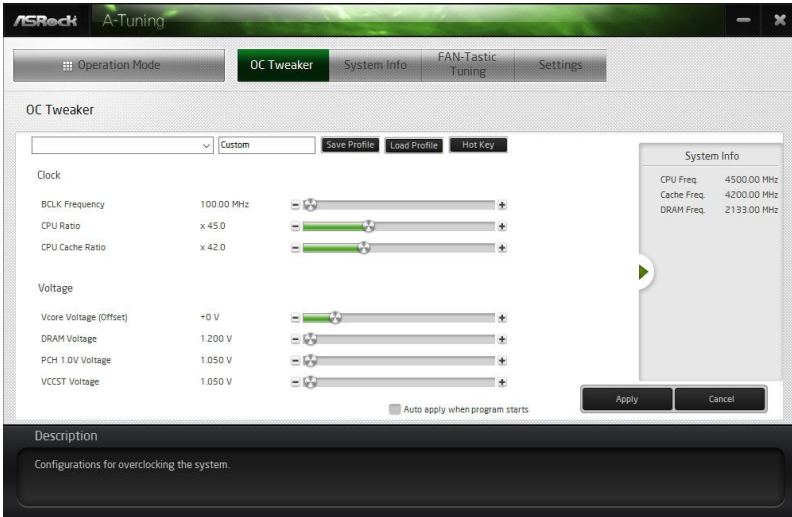 ASRock A-Tuning
Operation Mode
OC Tweaker
System Info
FAN-Tastic
Tuning
Settings
OC Tweaker
Custom
Save Profile
Load Profile
Hot Key
Clock
BCLK Frequency 100.00 MHz
CPU Ratio x 45.0
CPU Cache Ratio x 42.0
Voltage
Vcore Voltage (Offset) +0 V
DRAM Voltage 1.200 V
PCH 1.0V Voltage 1.050 V
VCCST Voltage 1.050 V
Auto apply when program starts
System Info
CPU Freq. 4500.00 MHz
Cache Freq. 4200.00 MHz
DRAM Freq. 2133.00 MHz
Apply
Cancel
Description
Configurations for overclocking the system.